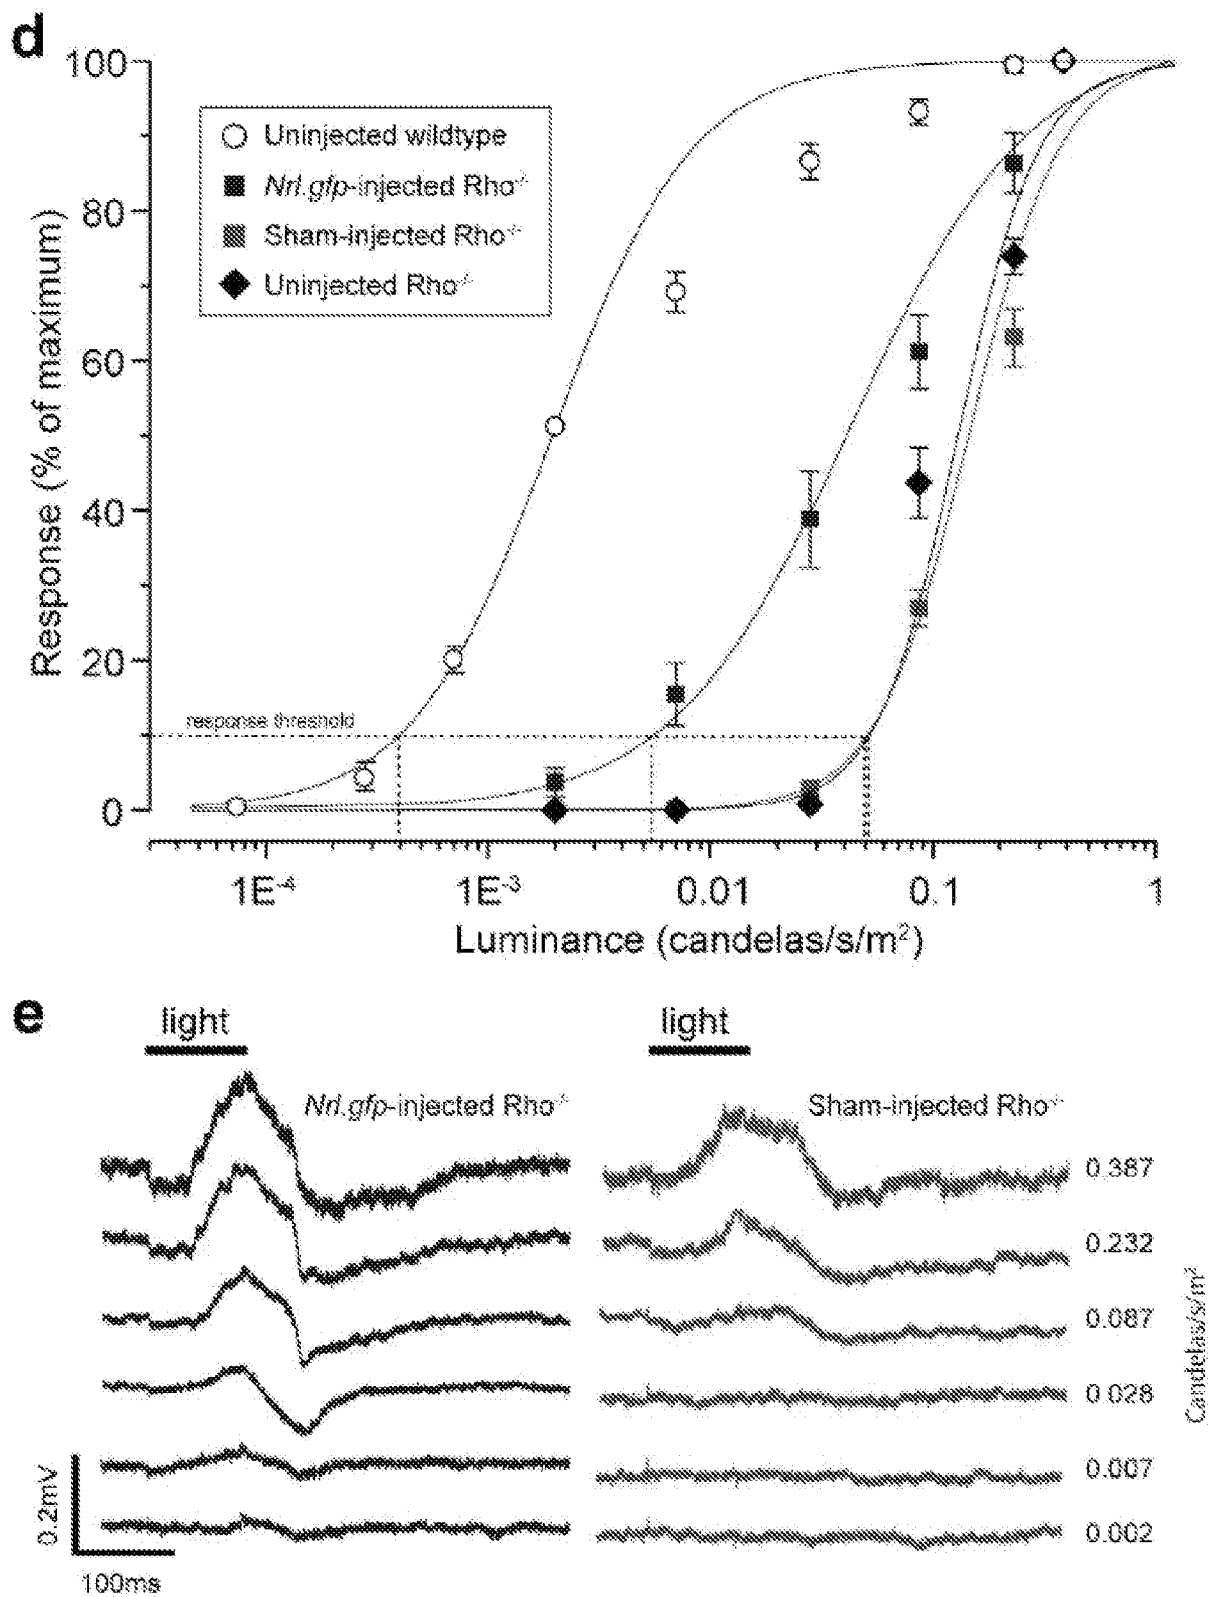 d
100
80
60
40
20
0
Response (% of maximum)
Uninjected wildtype
Nrl.gfp-injected Rho-/-
Sham-injected Rho-/-
Uninjected Rho-/-
response threshold
1E-4 1E-3 0.01 0.1 1
Luminance (candelas/s/m²)
e
light light
Nrl.gfp-injected Rho-/- Sham-injected Rho-/-
0.387
0.232
0.087
0.028
0.007
0.002
Candelas/s/m²
0.2mV
100ms